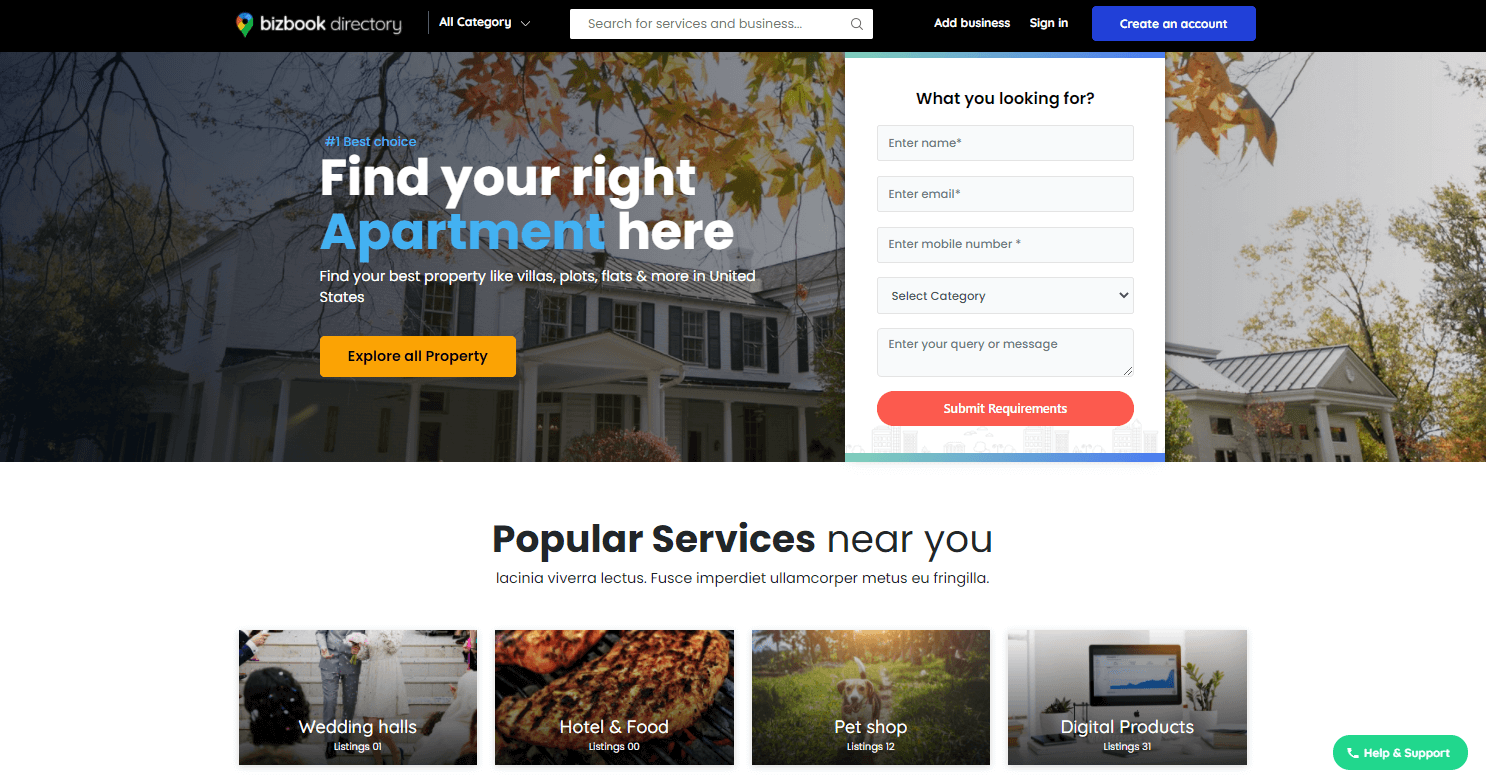 bizbook directory
All Category
Search for services and business...
Add business
Sign in
Create an account
#1 Best choice
Find your right
Apartment here
Find your best property like villas, plots, flats & more in United
States
Explore all Property
What you looking for?
Enter name*
Enter email*
Enter mobile number *
Select Category
Enter your query or message
Submit Requirements
Popular Services near you
lacinia viverra lectus. Fusce imperdiet ullamcorper metus eu fringilla.
Wedding halls
Listings 01
Hotel & Food
Listings 00
Pet shop
Listings 12
Digital Products
Listings 31
Help & Support